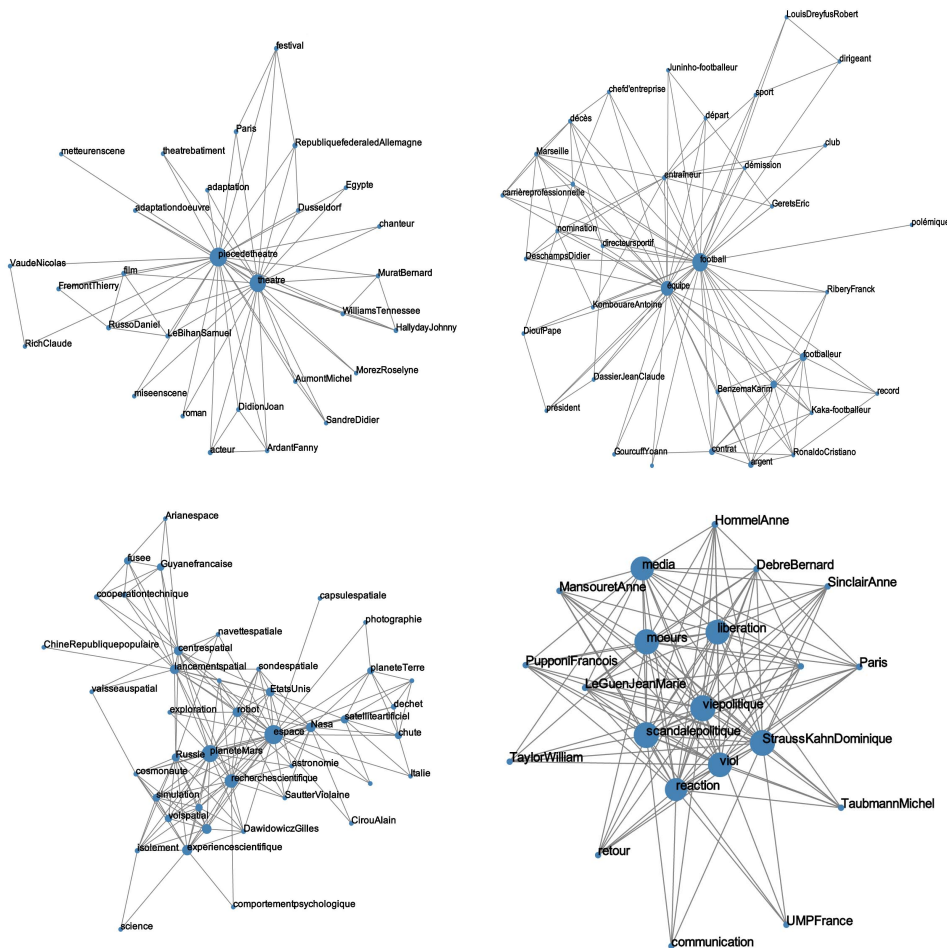 festival
Paris
RepubliquefederaledAllemagne
metteurenscene
theatrebatiment
adaptation
Egypte
adaptationdoeuvre
Dusseldorf
chanteur
piecedetheatre
VaudeNicolas
film
theatre
MuratBernard
FremontThierry
WilliamsTennessee
RussoDaniel
LeBihanSamuel
HallydayJohnny
RichClaude
MorezRoselyne
AumontMichel
miseenscene
DidionJoan
roman
SandreDidier
acteur
ArdantFanny
LouisDreyfusRobert
dirigeant
Juninho-footballeur
chefd'entreprise
sport
décès
départ
club
Marseille
démission
entraîneur
carrièreprofessionnelle
GeretsEric
polémique
nomination
directeursportif
DeschampsDidier
football
équipe
RiberyFranck
KombouareAntoine
DioufPape
footballeur
DassierJeanClaude
BenzemaKarim
record
président
Kaka-footballeur
GourcuffYoann
contrat
argent
RonaldoCristiano
Arianespace
fusee
Guyanefrancaise
cooperationtechnique
capsulespatiale
photographie
navettespatiale
ChineRepubliquepopulaire
centrespatial
lancementspatial
sondespatiale
planeteTerre
vaisseauspatial
EtatsUnis
dechet
exploration
robot
satelliteartificiel
Nasa
espace
chute
Russie
planeteMars
astronomie
cosmonaute
recherchescientifique
Italie
simulation
SautterViolaine
volspatial
CirouAlain
DawidowiczGilles
isolement
experiencescientifique
comportementpsychologique
science
HommelAnne
media
DebreBernard
MansouretAnne
SinclairAnne
liberation
moeurs
PupponiFrancois
Paris
LeGuenJeanMarie
viepolitique
scandalepolitique
StraussKahnDominique
TaylorWilliam
viol
reaction
TaubmannMichel
retour
UMPFrance
communication